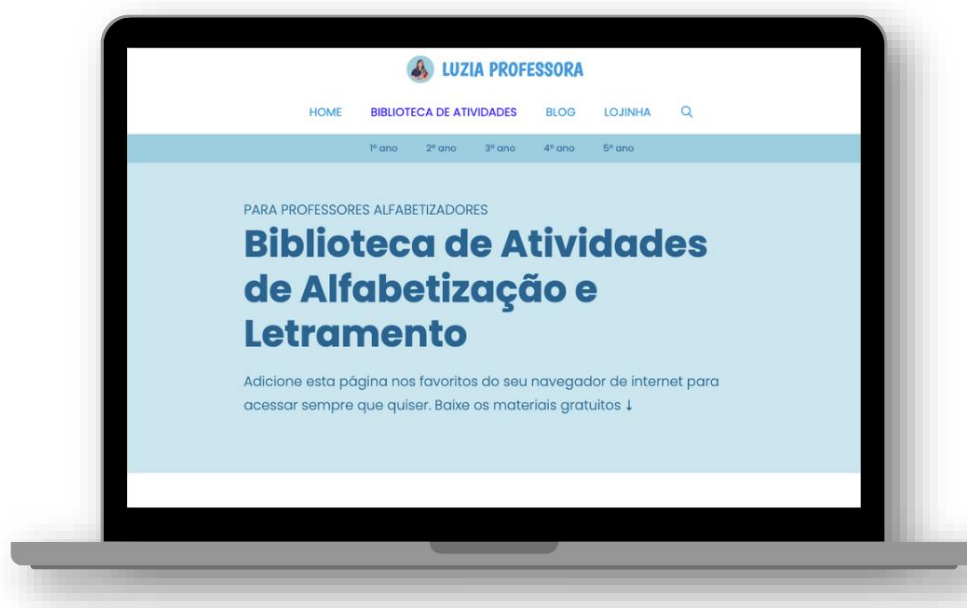 LUZIA PROFESSORA
HOME BIBLIOTECA DE ATIVIDADES BLOG LOJINHA
1º ano 2º ano 3º ano 4º ano 5º ano
PARA PROFESSORES ALFABETIZADORES
Biblioteca de Atividades
de Alfabetização e
Letramento
Adicione esta página nos favoritos do seu navegador de internet para
acessar sempre que quiser. Baixe os materiais gratuitos ↓